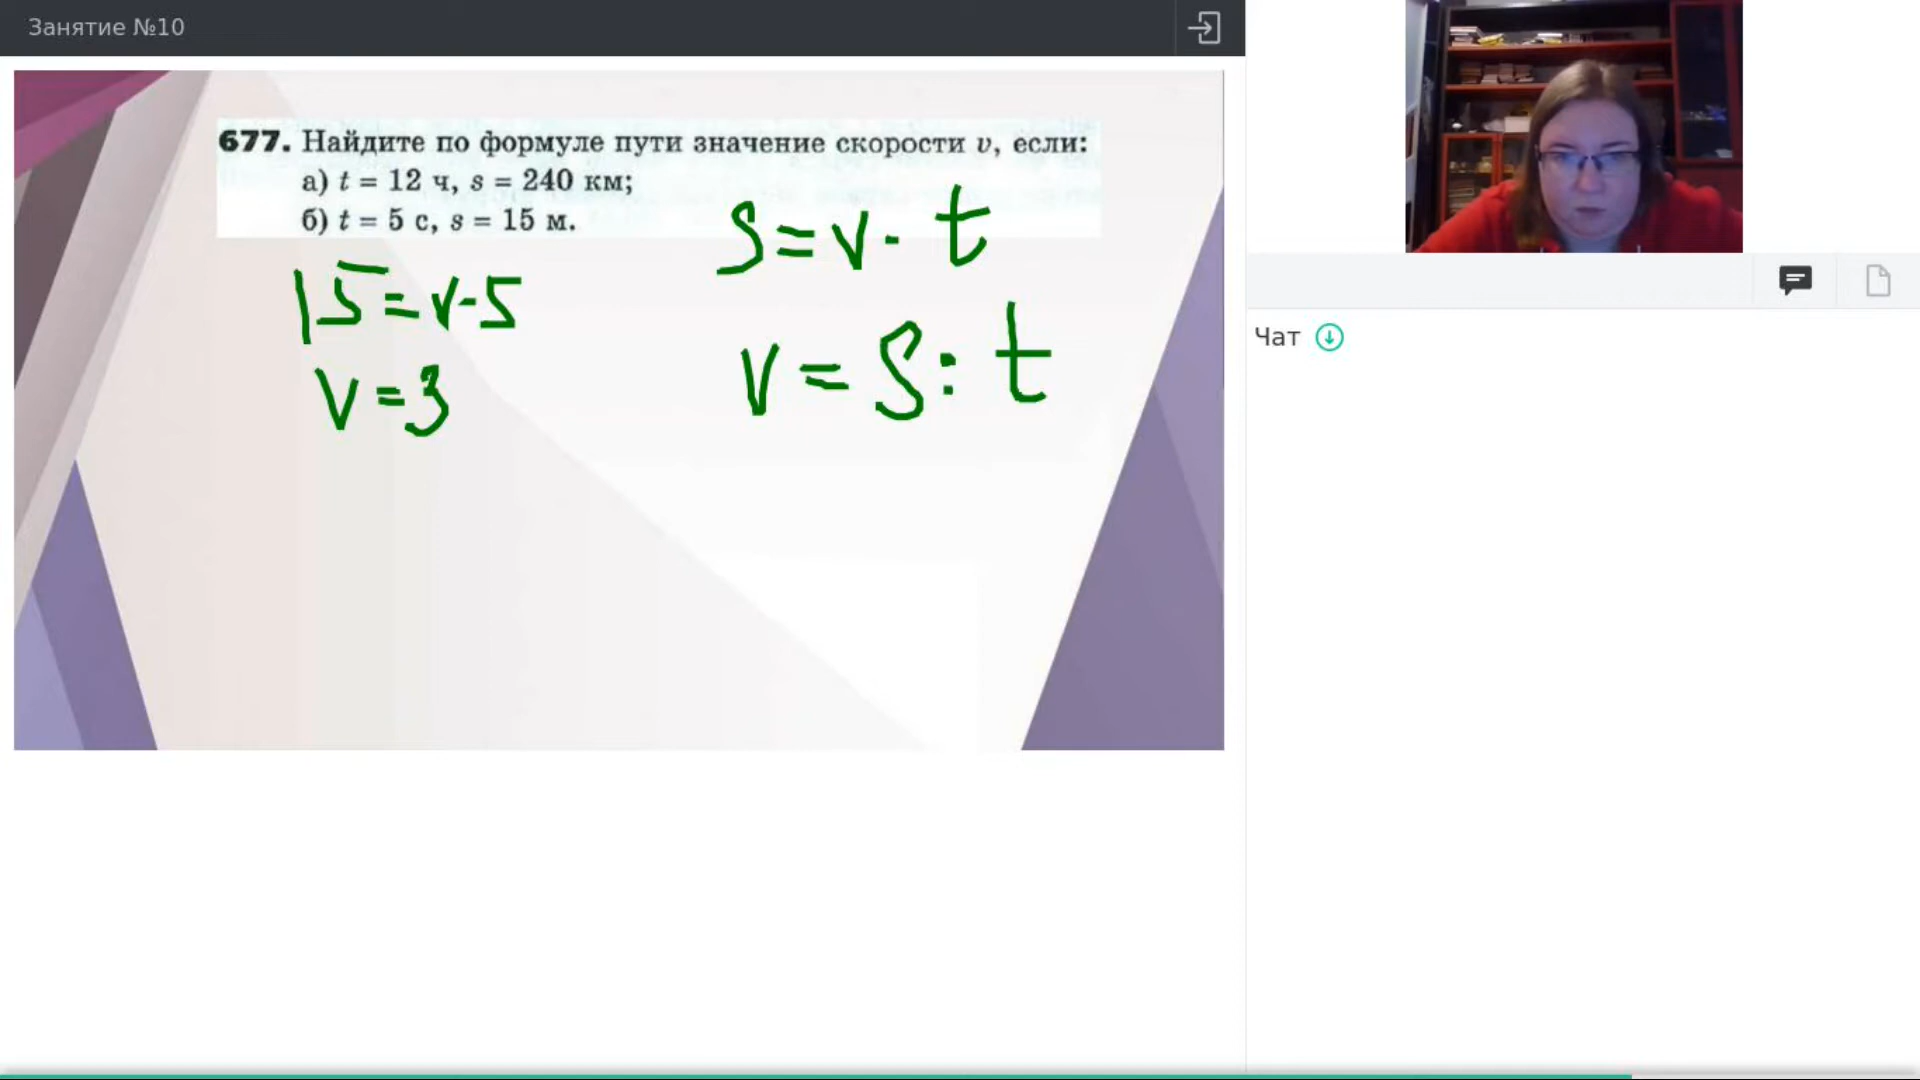 Занятие №10
677. Найдите по формуле пути значение скорости v, если:
а) t = 12 ч, s = 240 км;
б) t = 5 с, s = 15 м.
S = v · t
15 = v · 5
v = S : t
v = 3
Чат